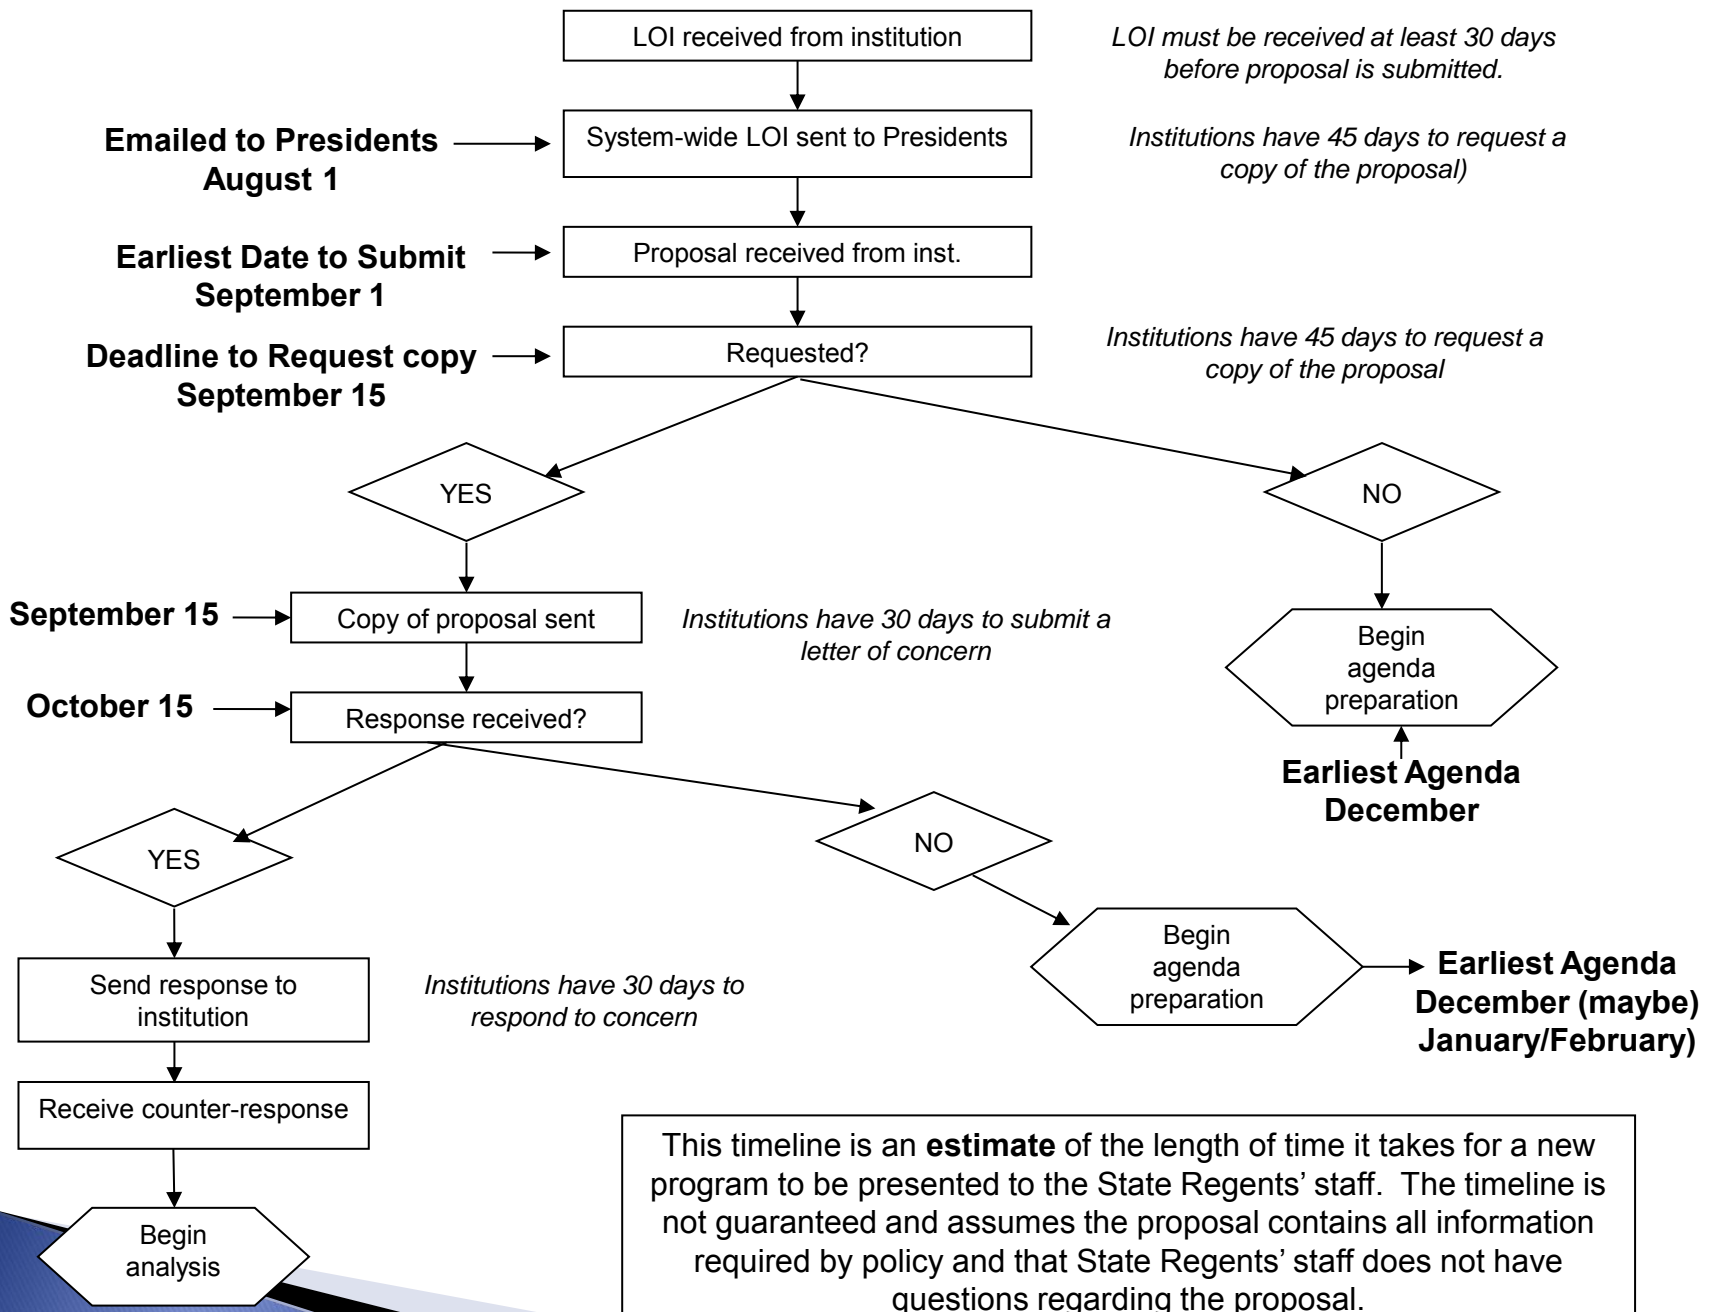 LOI received from institution
LOI must be received at least 30 days
before proposal is submitted.
Emailed to Presidents
August 1
System-wide LOI sent to Presidents
Institutions have 45 days to request a
copy of the proposal)
Earliest Date to Submit
September 1
Proposal received from inst.
Deadline to Request copy
September 15
Requested?
Institutions have 45 days to request a
copy of the proposal
YES
NO
September 15
Copy of proposal sent
Institutions have 30 days to submit a
letter of concern
Begin
agenda
preparation
October 15
Response received?
Earliest Agenda
December
YES
NO
Begin
agenda
preparation
Earliest Agenda
December (maybe)
January/February)
Send response to
institution
Institutions have 30 days to
respond to concern
Receive counter-response
Begin
analysis
This timeline is an estimate of the length of time it takes for a new
program to be presented to the State Regents’ staff. The timeline is
not guaranteed and assumes the proposal contains all information
required by policy and that State Regents’ staff does not have
questions regarding the proposal.